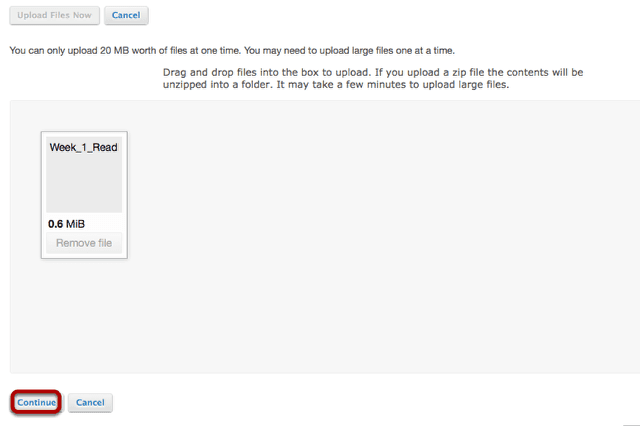 Upload Files Now Cancel
You can only upload 20 MB worth of files at one time. You may need to upload large files one at a time.
Drag and drop files into the box to upload. If you upload a zip file the contents will be
unzipped into a folder. It may take a few minutes to upload large files.
Week_1_Read
0.6 MiB
Remove file
Continue Cancel